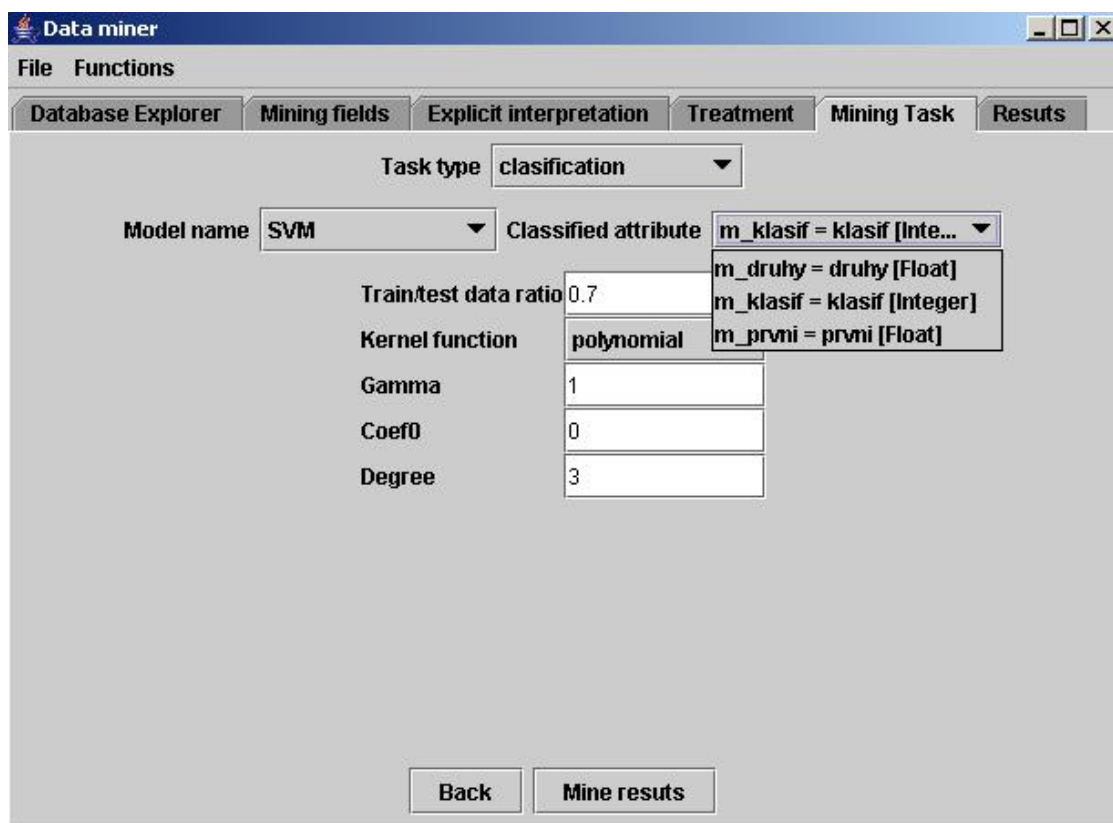 Data miner
File Functions
Database Explorer Mining fields Explicit interpretation Treatment Mining Task Resuts
Task type clasification
Model name SVM Classified attribute m_klasif = klasif [Inte...
m_druhy = druhy [Float]
Train/test data ratio 0.7 m_klasif = klasif [Integer]
Kernel function polynomial m_prvni = prvni [Float]
Gamma 1
Coef0 0
Degree 3
Back Mine resuts